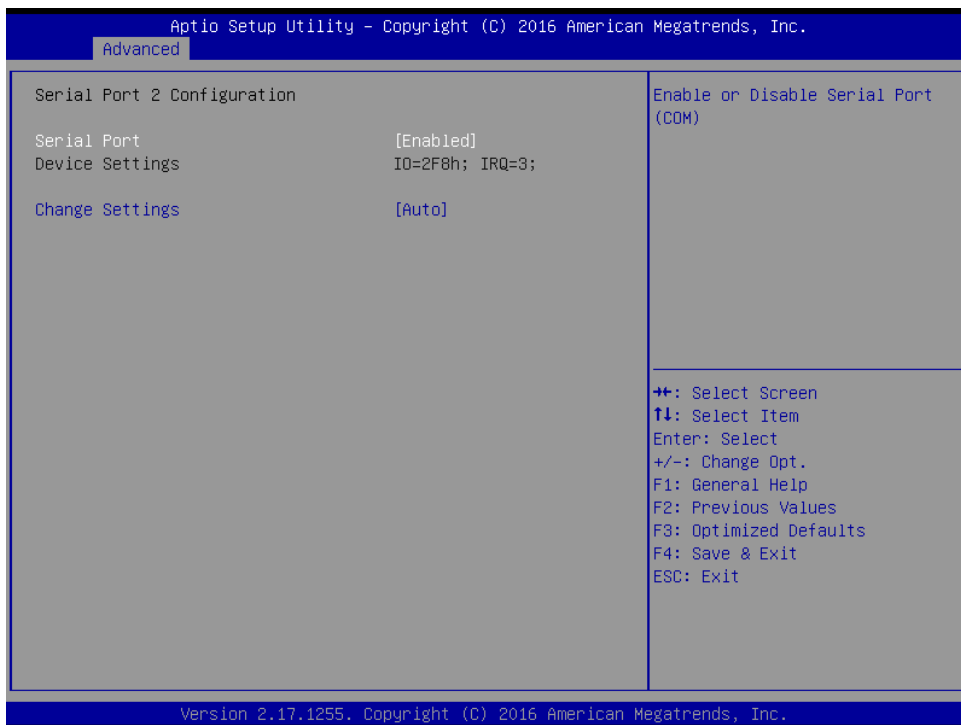 Aptio Setup Utility – Copyright (C) 2016 American Megatrends, Inc.
Advanced
Serial Port 2 Configuration
Serial Port [Enabled]
Device Settings IO=2F8h; IRQ=3;
Change Settings [Auto]
Enable or Disable Serial Port
(COM)
→←: Select Screen
↑↓: Select Item
Enter: Select
+/-: Change Opt.
F1: General Help
F2: Previous Values
F3: Optimized Defaults
F4: Save & Exit
ESC: Exit
Version 2.17.1255. Copyright (C) 2016 American Megatrends, Inc.